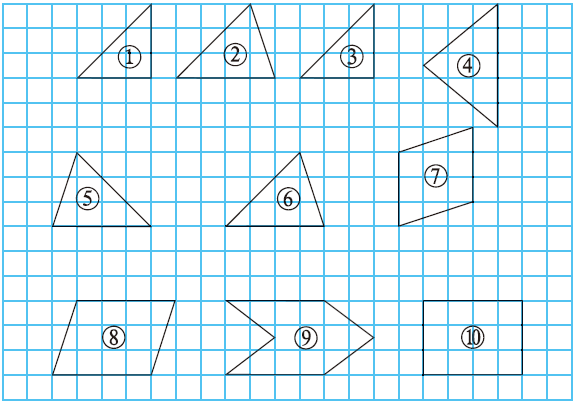 ① ② ③ ④
⑤ ⑥ ⑦
⑧ ⑨ ⑩